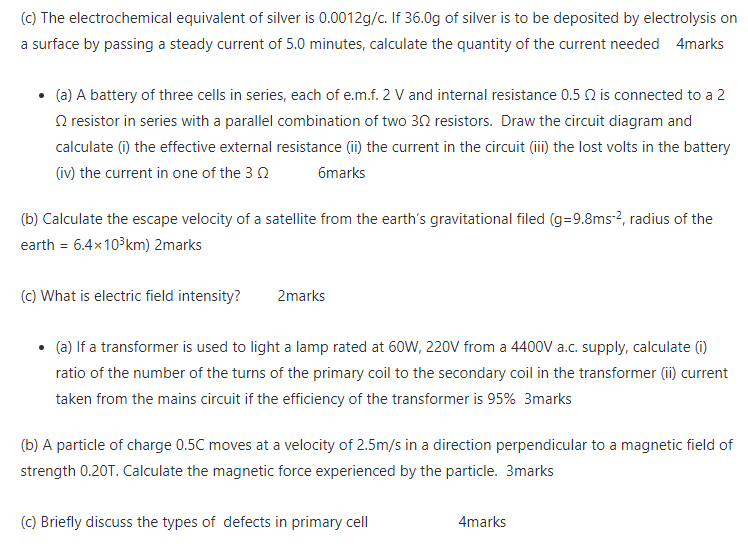 (c) The electrochemical equivalent of silver is 0.0012g/c. If 36.0g of silver is to be deposited by electrolysis on
a surface by passing a steady current of 5.0 minutes, calculate the quantity of the current needed 4marks
• (a) A battery of three cells in series, each of e.m.f. 2 V and internal resistance 0.5 Ω is connected to a 2
Ω resistor in series with a parallel combination of two 3Ω resistors. Draw the circuit diagram and
calculate (i) the effective external resistance (ii) the current in the circuit (iii) the lost volts in the battery
(iv) the current in one of the 3 Ω 6marks
(b) Calculate the escape velocity of a satellite from the earth's gravitational filed (g=9.8ms-², radius of the
earth = 6.4×10³km) 2marks
(c) What is electric field intensity? 2marks
• (a) If a transformer is used to light a lamp rated at 60W, 220V from a 4400V a.c. supply, calculate (i)
ratio of the number of the turns of the primary coil to the secondary coil in the transformer (ii) current
taken from the mains circuit if the efficiency of the transformer is 95% 3marks
(b) A particle of charge 0.5C moves at a velocity of 2.5m/s in a direction perpendicular to a magnetic field of
strength 0.20T. Calculate the magnetic force experienced by the particle. 3marks
(c) Briefly discuss the types of defects in primary cell 4marks